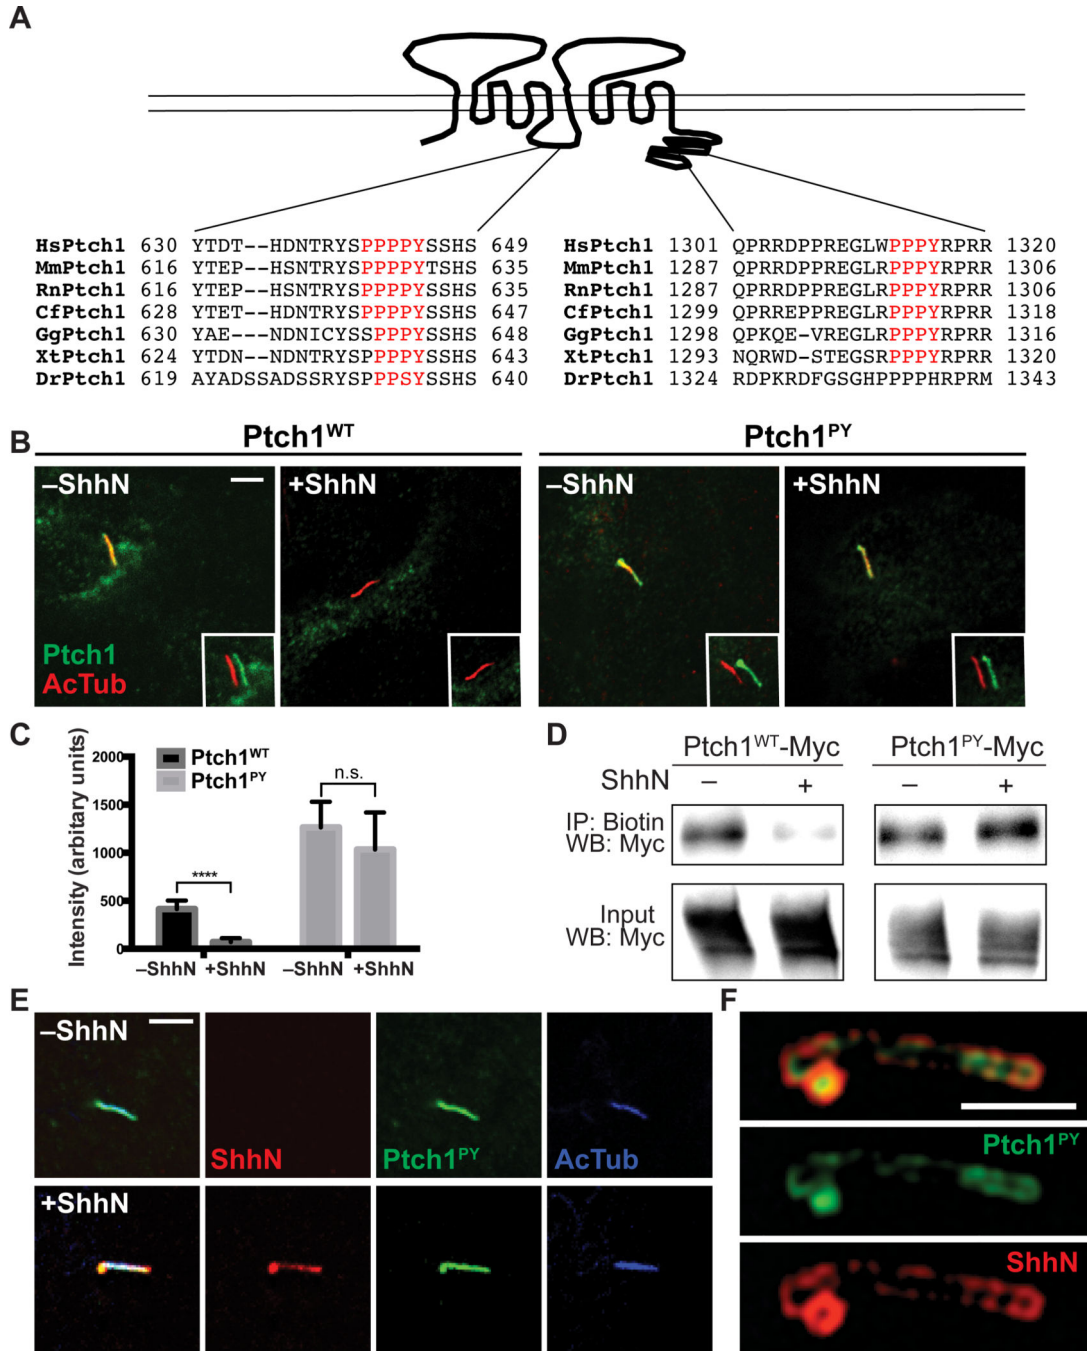 A
HsPtch1 630 YTDT--HDNTRYSPPPPYSSHS 649
MmPtch1 616 YTEP--HSNTRYSPPPPYTSHS 635
RnPtch1 616 YTEP--HSNTRYSPPPPYSSHS 635
CfPtch1 628 YTET--HDNTRYSPPPPYSSHS 647
GgPtch1 630 YAE---NDNICYSSPPPYSSHS 648
XtPtch1 624 YTDN--NDNTRYSPPPPYSSHS 643
DrPtch1 619 AYADSSADSSRYSPPPSYSSHS 640
HsPtch1 1301 QPRRDPPREGLWPPPYRPRR 1320
MmPtch1 1287 QPRRDPPREGLRPPPYRPRR 1306
RnPtch1 1287 QPRRDPPREGLRPPPYRPRR 1306
CfPtch1 1299 QPRREPPREGLRPPPYRPRR 1318
GgPtch1 1298 QPKQE-VREGLRPPPYRPRR 1316
XtPtch1 1293 NQRWD-STEGSRPPPYRPRR 1320
DrPtch1 1324 RDPKRDFGSGHPPPPHRPRM 1343
B
Ptch1WT
Ptch1PY
–ShhN
+ShhN
–ShhN
+ShhN
Ptch1
AcTub
C
Intensity (arbitary units)
2000
1500
1000
500
0
Ptch1WT
Ptch1PY
****
n.s.
–ShhN +ShhN –ShhN +ShhN
D
Ptch1WT-Myc Ptch1PY-Myc
ShhN – + – +
IP: Biotin
WB: Myc
Input
WB: Myc
E
–ShhN
ShhN
Ptch1PY
AcTub
+ShhN
F
Ptch1PY
ShhN